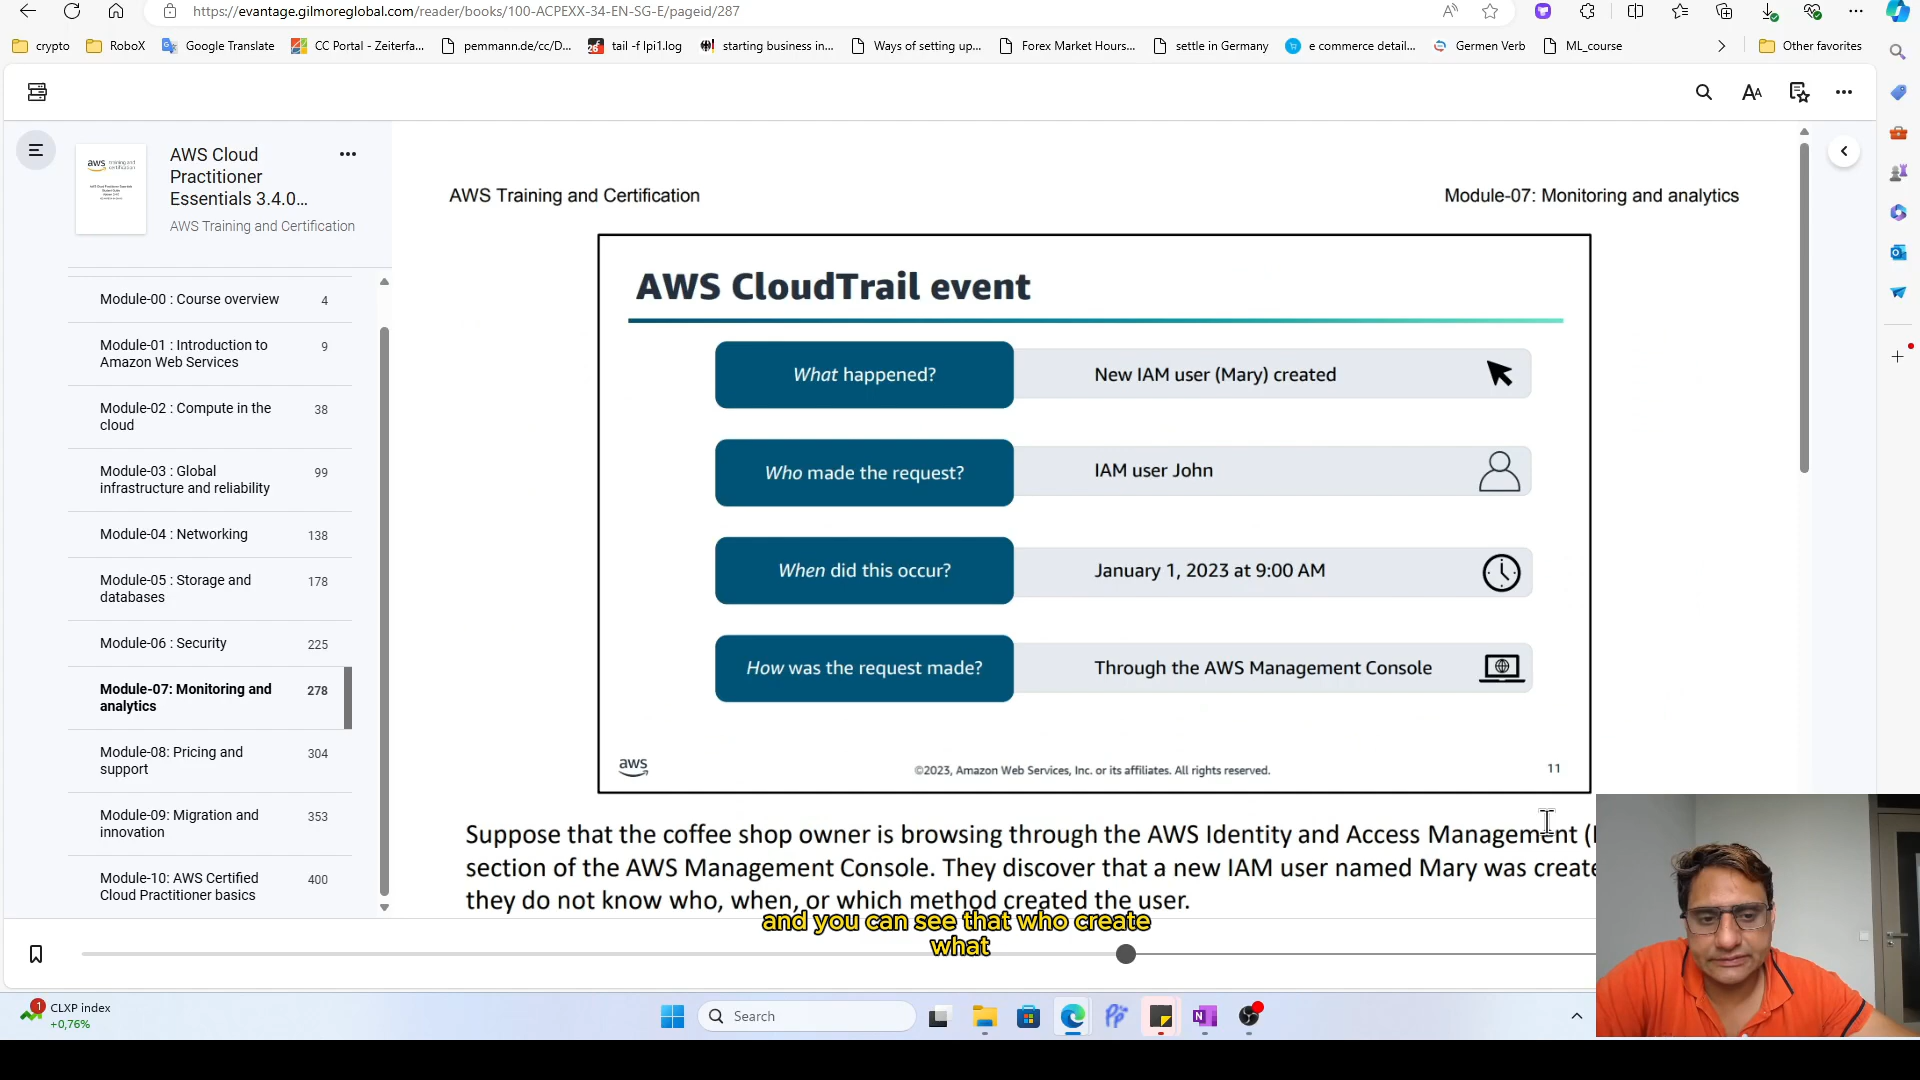 https://evantage.gilmoreglobal.com/reader/books/100-ACPEXX-34-EN-SG-E/pageid/287
crypto
RoboX
Google Translate
CC Portal - Zeiterfa...
pemmann.de/cc/D...
tail -f lpi1.log
starting business in...
Ways of setting up...
Forex Market Hours...
settle in Germany
e commerce detail...
Germen Verb
ML_course
Other favorites
AWS Cloud
Practitioner
Essentials 3.4.0...
AWS Training and Certification
Module-00 : Course overview 4
Module-01 : Introduction to 9
Amazon Web Services
Module-02 : Compute in the 38
cloud
Module-03 : Global 99
infrastructure and reliability
Module-04 : Networking 138
Module-05 : Storage and 178
databases
Module-06 : Security 225
Module-07: Monitoring and 278
analytics
Module-08: Pricing and 304
support
Module-09: Migration and 353
innovation
Module-10: AWS Certified 400
Cloud Practitioner basics
AWS Training and Certification Module-07: Monitoring and analytics
AWS CloudTrail event
What happened? New IAM user (Mary) created
Who made the request? IAM user John
When did this occur? January 1, 2023 at 9:00 AM
How was the request made? Through the AWS Management Console
aws ©2023, Amazon Web Services, Inc. or its affiliates. All rights reserved. 11
Suppose that the coffee shop owner is browsing through the AWS Identity and Access Management (
section of the AWS Management Console. They discover that a new IAM user named Mary was create
they do not know who, when, or which method created the user.
and you can see that who create
what
1
CLXP index
+0,76%
Search